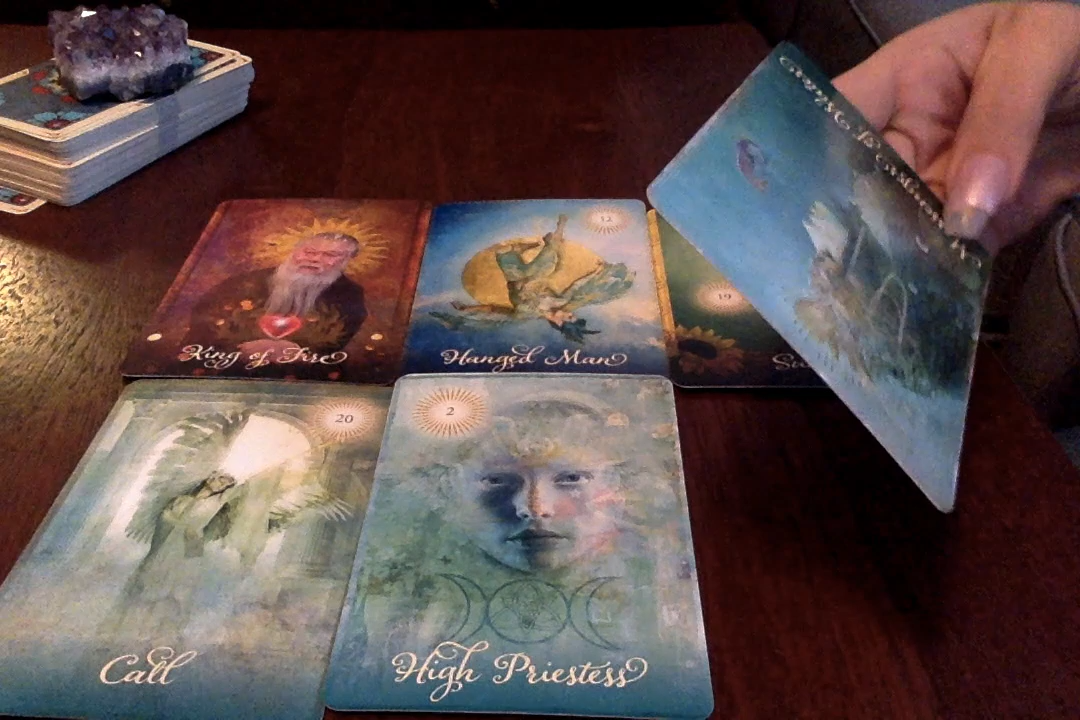 12
19
King of Fire
Hanged Man
20
2
Call
High Priestess